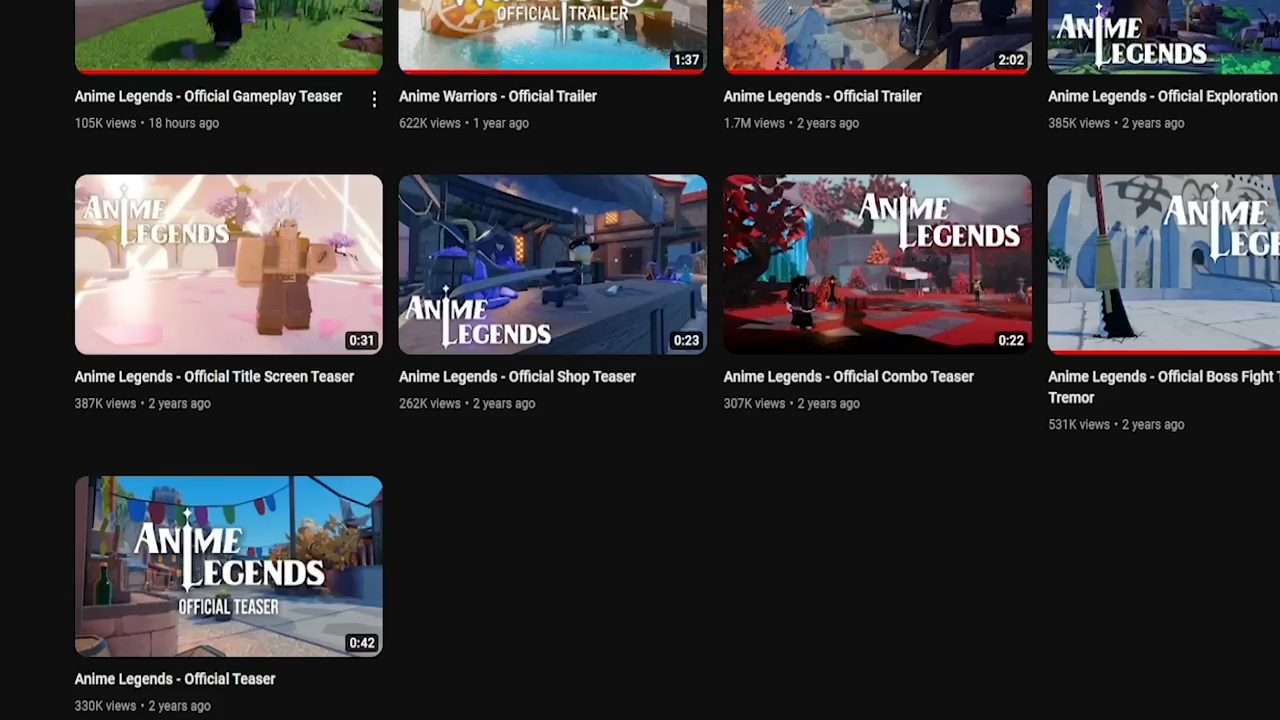 OFFICIAL TRAILER
1:37
2:02
ANIME
LEGENDS
Anime Legends - Official Gameplay Teaser
105K views • 18 hours ago
Anime Warriors - Official Trailer
622K views • 1 year ago
Anime Legends - Official Trailer
1.7M views • 2 years ago
Anime Legends - Official Exploration
385K views • 2 years ago
ANIME
LEGENDS
0:31
ANIME
LEGENDS
0:23
ANIME
LEGENDS
0:22
ANIME
Anime Legends - Official Title Screen Teaser
387K views • 2 years ago
Anime Legends - Official Shop Teaser
262K views • 2 years ago
Anime Legends - Official Combo Teaser
307K views • 2 years ago
Anime Legends - Official Boss Fight
Tremor
531K views • 2 years ago
ANIME
LEGENDS
OFFICIAL TEASER
0:42
Anime Legends - Official Teaser
330K views • 2 years ago